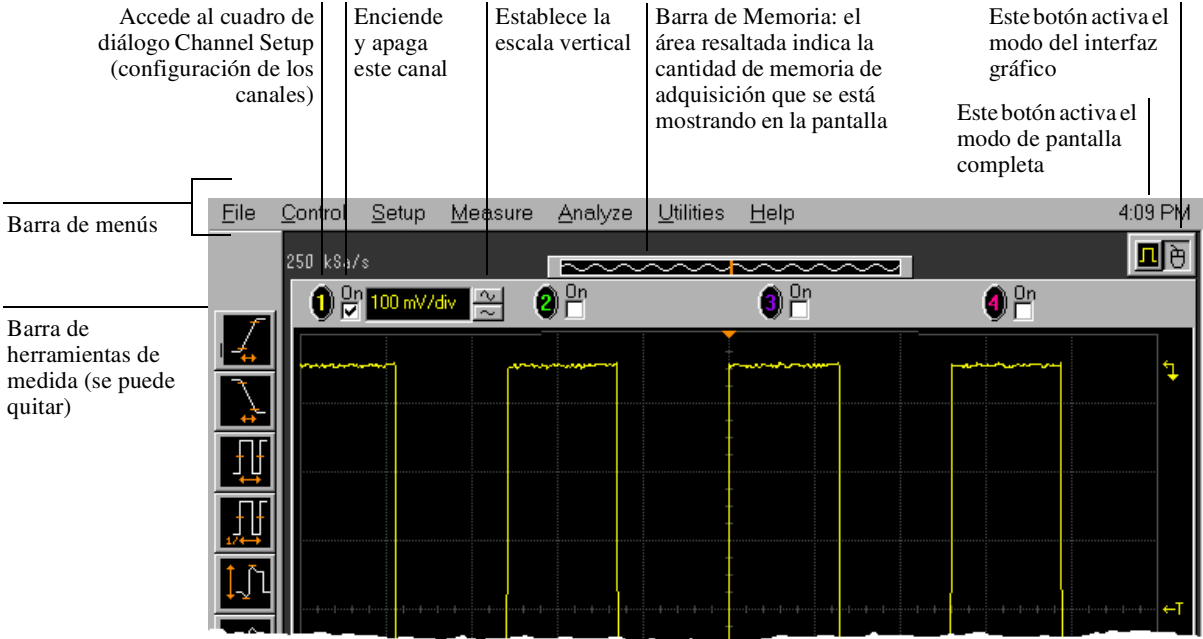 Accede al cuadro de
diálogo Channel Setup
(configuración de los
canales)
Enciende
y apaga
este canal
Establece la
escala vertical
Barra de Memoria: el
área resaltada indica la
cantidad de memoria de
adquisición que se está
mostrando en la pantalla
Este botón activa el
modo del interfaz
gráfico
Este botón activa el
modo de pantalla
completa
Barra de menús
File Control Setup Measure Analyze Utilities Help 4:09 PM
250 kSa/s
1 On 100 mV/div 2 On 3 On 4 On
Barra de
herramientas de
medida (se puede
quitar)
1/
T